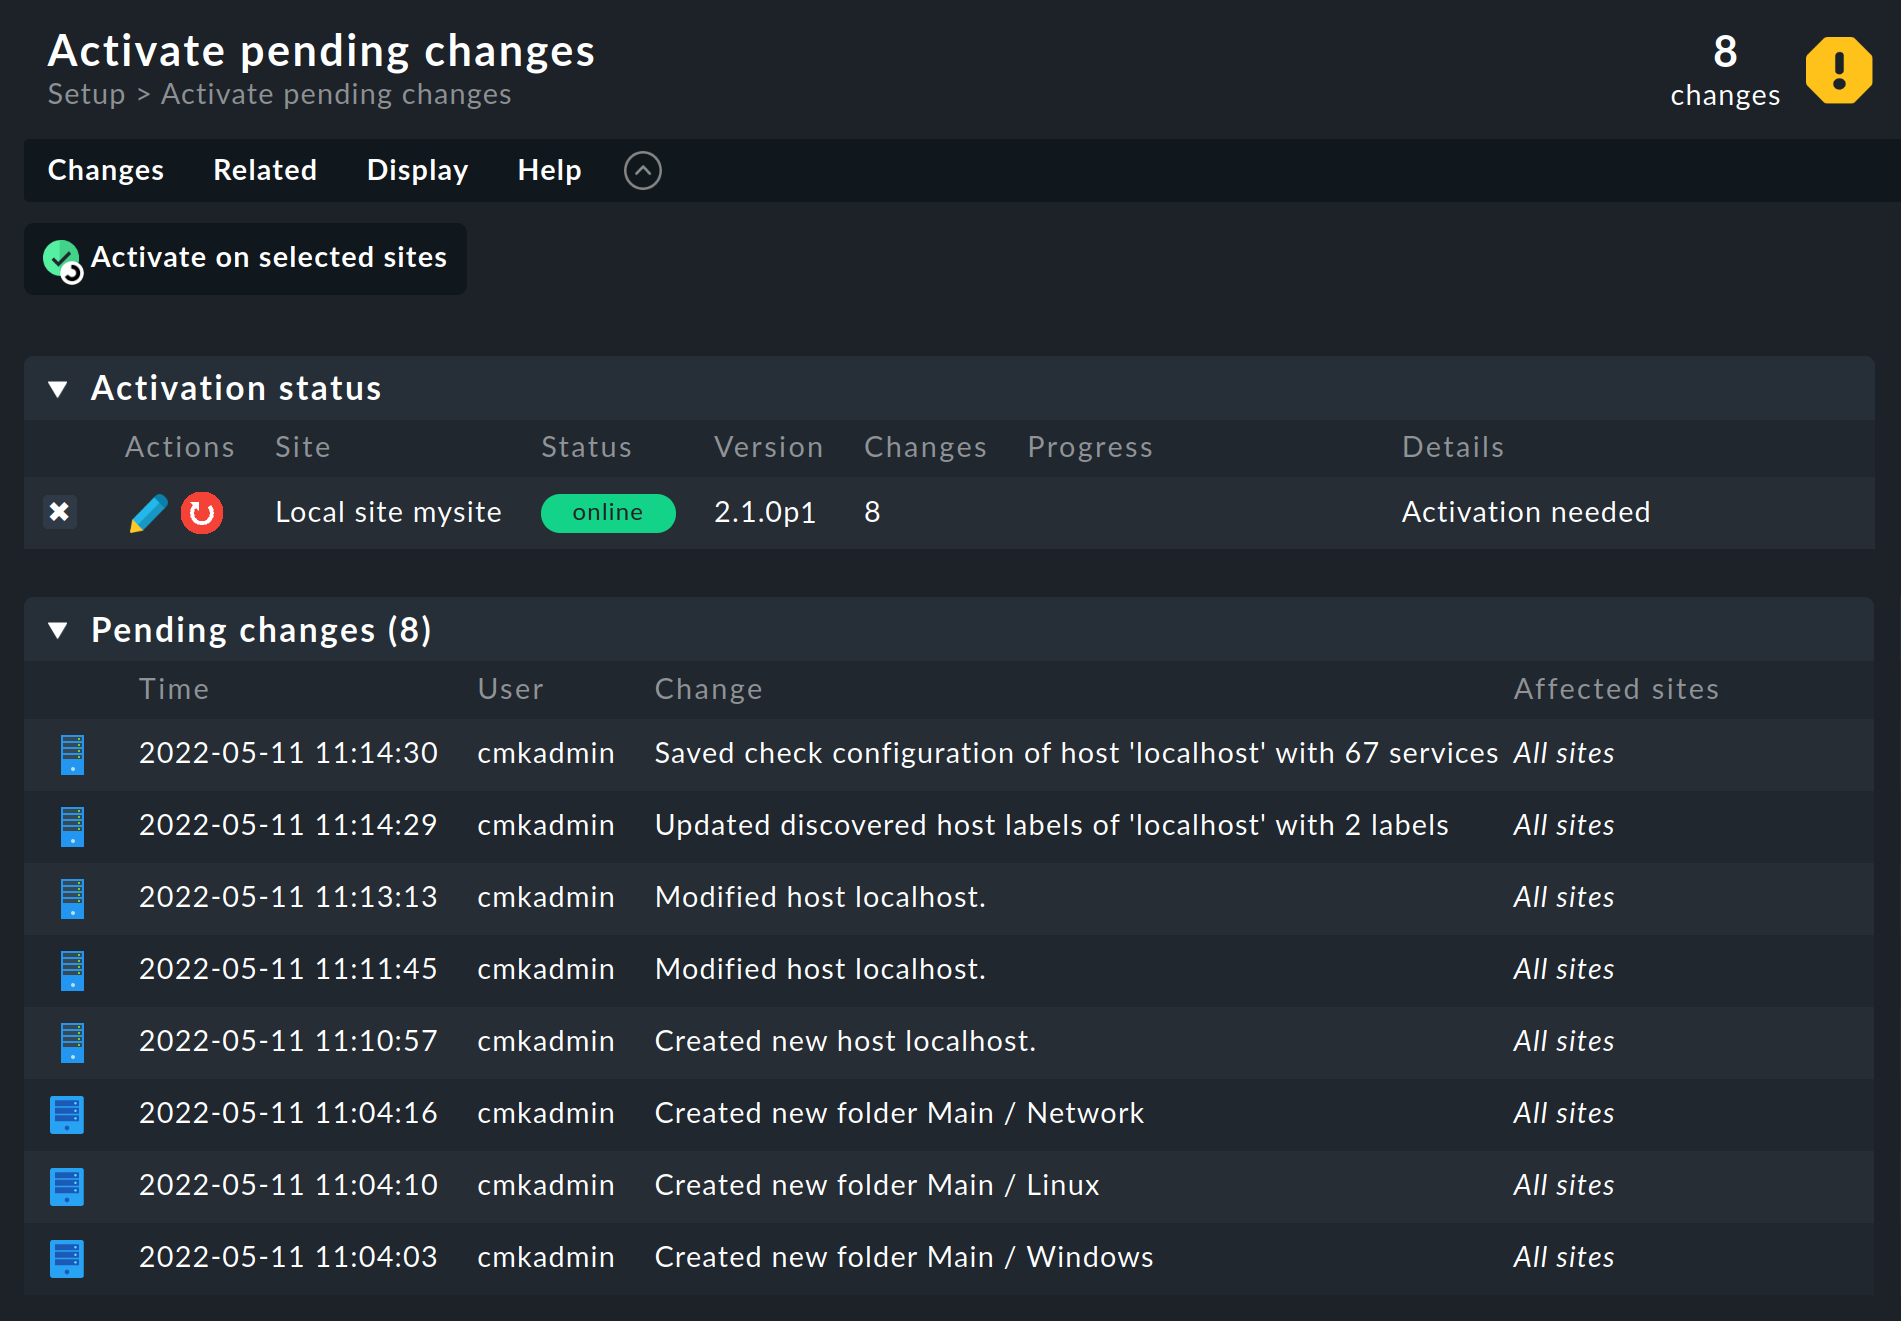 Activate pending changes
Setup > Activate pending changes
8
changes
Changes Related Display Help
Activate on selected sites
Activation status
Actions Site Status Version Changes Progress Details
Local site mysite online 2.1.0p1 8 Activation needed
Pending changes (8)
Time User Change Affected sites
2022-05-11 11:14:30 cmkadmin Saved check configuration of host 'localhost' with 67 services All sites
2022-05-11 11:14:29 cmkadmin Updated discovered host labels of 'localhost' with 2 labels All sites
2022-05-11 11:13:13 cmkadmin Modified host localhost. All sites
2022-05-11 11:11:45 cmkadmin Modified host localhost. All sites
2022-05-11 11:10:57 cmkadmin Created new host localhost. All sites
2022-05-11 11:04:16 cmkadmin Created new folder Main / Network All sites
2022-05-11 11:04:10 cmkadmin Created new folder Main / Linux All sites
2022-05-11 11:04:03 cmkadmin Created new folder Main / Windows All sites